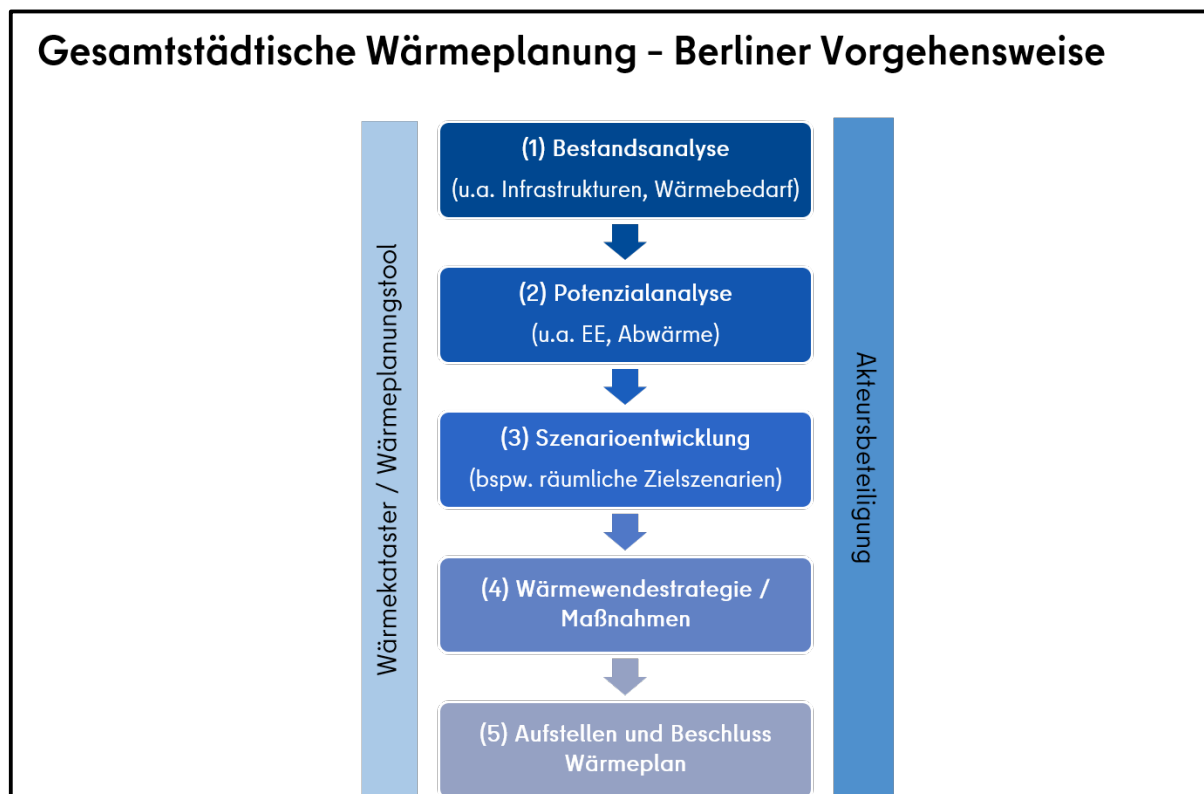 Gesamtstädtische Wärmeplanung - Berliner Vorgehensweise
Wärmekataster / Wärmeplanungstool
(1) Bestandsanalyse
(u.a. Infrastrukturen, Wärmebedarf)
(2) Potenzialanalyse
(u.a. EE, Abwärme)
(3) Szenarioentwicklung
(bspw. räumliche Zielszenarien)
(4) Wärmewendestrategie /
Maßnahmen
(5) Aufstellen und Beschluss
Wärmeplan
Akteursbeteiligung